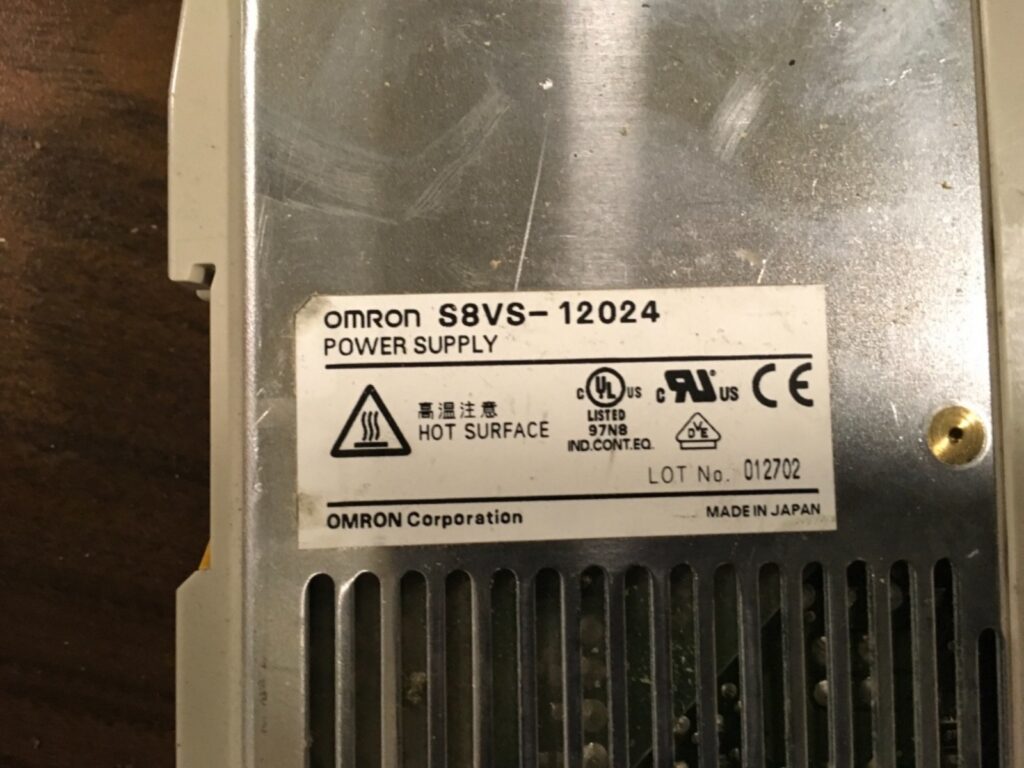 OMRON S8VS-12024
POWER SUPPLY
高温注意
HOT SURFACE
C UL US
LISTED
97N8
IND.CONT.EQ.
C RU US
CE
DVE
LOT No. 012702
OMRON Corporation
MADE IN JAPAN